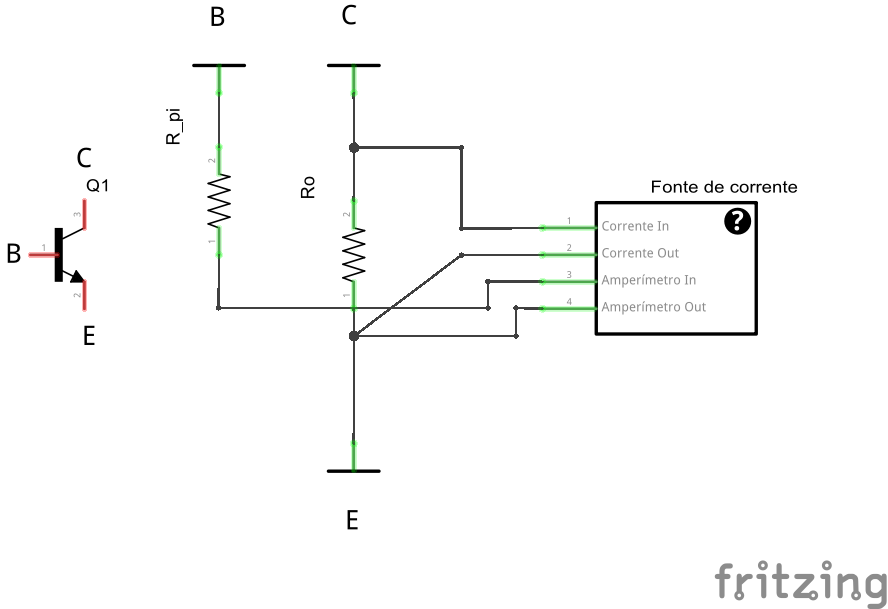 B
C
R_pi
2
1
C
Q1
3
B
1
2
E
Ro
2
1
Fonte de corrente
?
1
Corrente In
2
Corrente Out
3
Amperímetro In
4
Amperímetro Out
E
fritzing